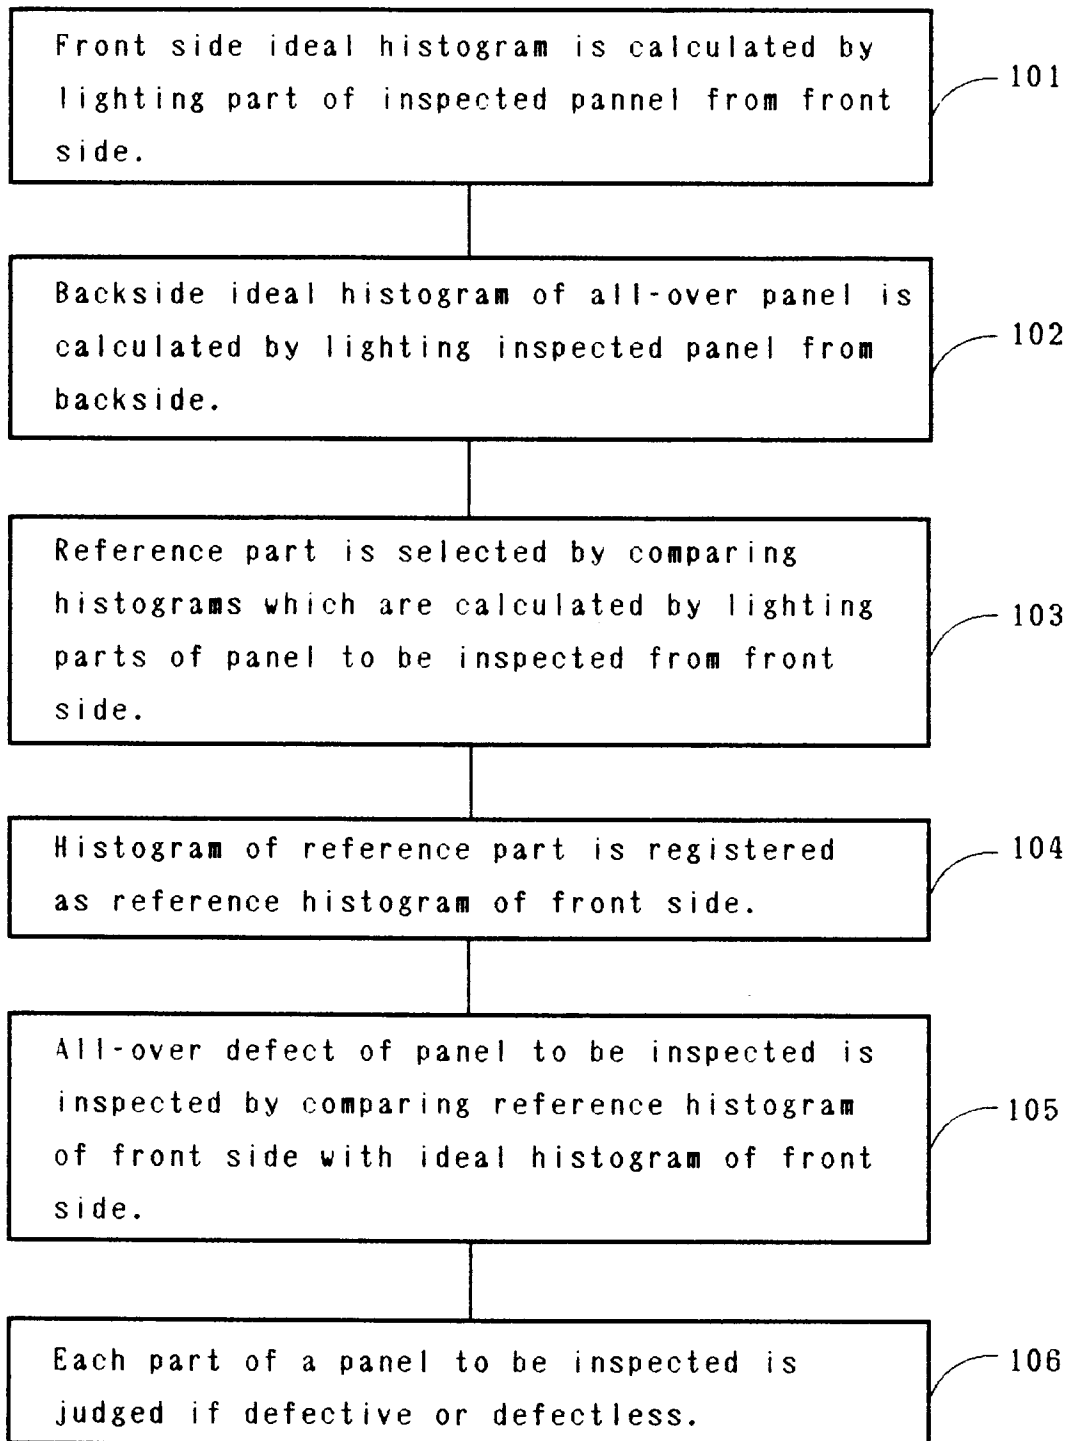 Front side ideal histogram is calculated by
lighting part of inspected pannel from front
side.
101
Backside ideal histogram of all-over panel is
calculated by lighting inspected panel from
backside.
102
Reference part is selected by comparing
histograms which are calculated by lighting
parts of panel to be inspected from front
side.
103
Histogram of reference part is registered
as reference histogram of front side.
104
All-over defect of panel to be inspected is
inspected by comparing reference histogram
of front side with ideal histogram of front
side.
105
Each part of a panel to be inspected is
judged if defective or defectless.
106